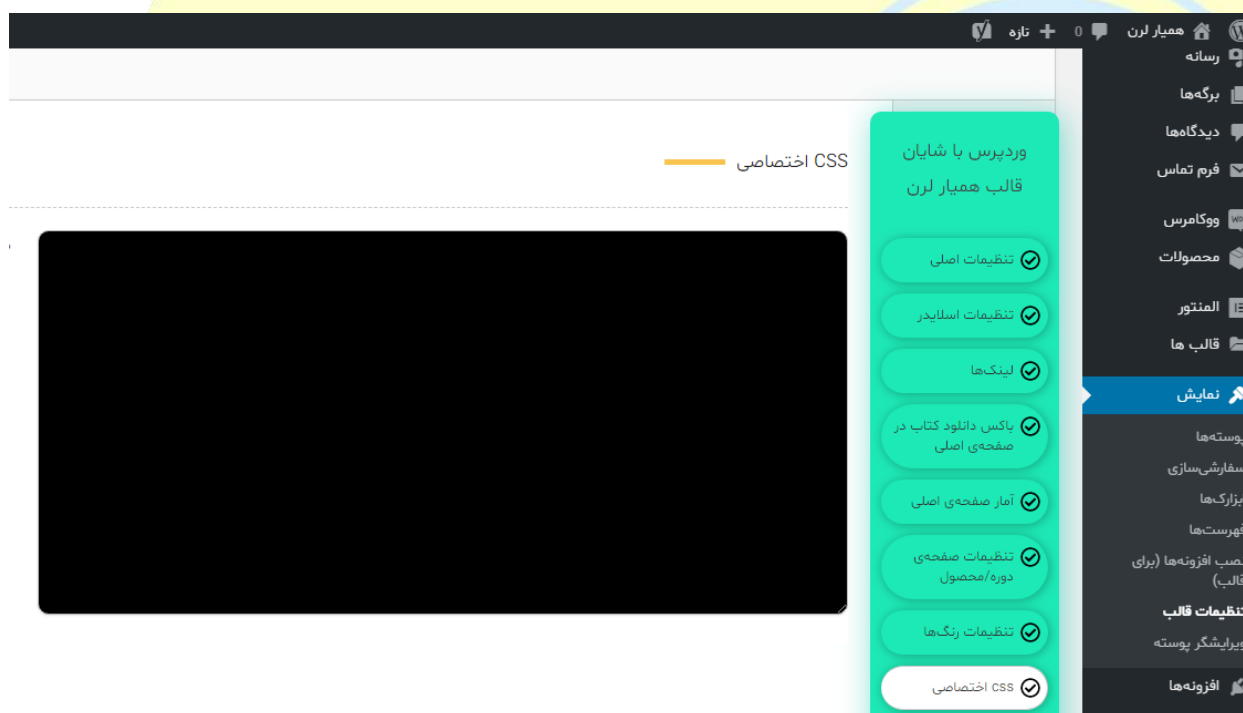 همیار لرن 0 تازه
رسانه
برگه‌ها
دیدگاه‌ها
فرم تماس
ووکامرس
محصولات
المنتور
قالب ها
نمایش
پوسته‌ها
سفارشی‌سازی
ابزارک‌ها
فهرست‌ها
نصب افزونه‌ها (برای
قالب)
تنظیمات قالب
ویرایشگر پوسته
افزونه‌ها
وردپرس با شایان
قالب همیار لرن
تنظیمات اصلی
تنظیمات اسلایدر
لینک‌ها
باکس دانلود کتاب در
صفحه‌ی اصلی
آمار صفحه‌ی اصلی
تنظیمات صفحه‌ی
دوره/محصول
تنظیمات رنگ‌ها
css اختصاصی
CSS اختصاصی